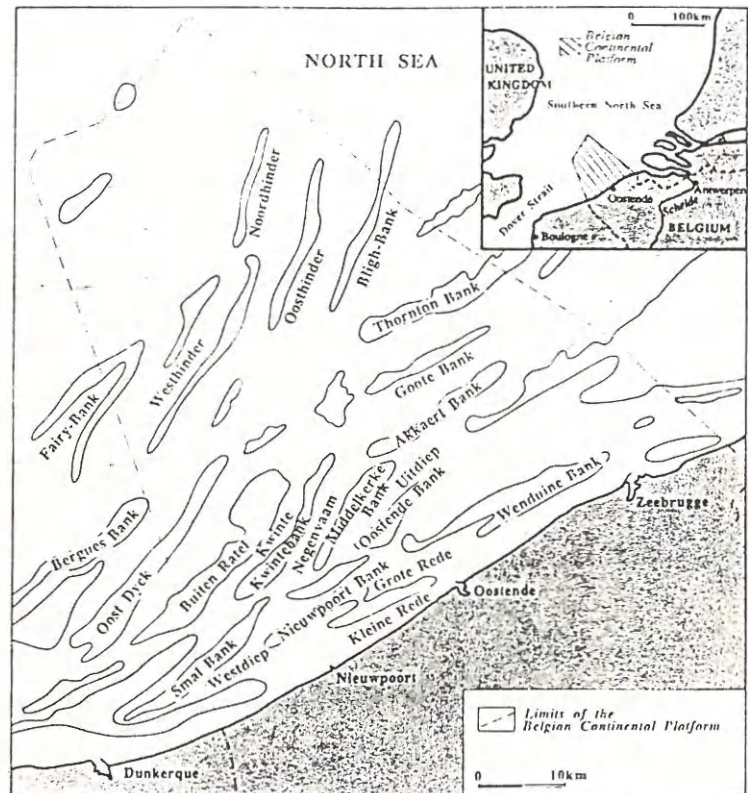 NORTH SEA
0 100km
Belgian
Continental
Platform
UNITED
KINGDOM
Southern North Sea
Antwerpen
Oostende
Schelde
Dover Strait
BELGIUM
Boulogne
Noordhinder
Oosthinder
Bligh-Bank
Thornton Bank
Westhinder
Goote Bank
Fairy-Bank
Akkaert Bank
Bergues Bank
Oost Dyck
Buiten Ratel
Kwinte
Kwintebank
Negenvaam
Middelkerke
Bank
Uitdiep
Oostende Bank
Wenduine Bank
Zeebrugge
Smal Bank
Westdiep
Nieuwpoort Bank
Grote Rede
Kleine Rede
Oostende
Nieuwpoort
Dunkerque
Limits of the
Belgian Continental Platform
0 10km